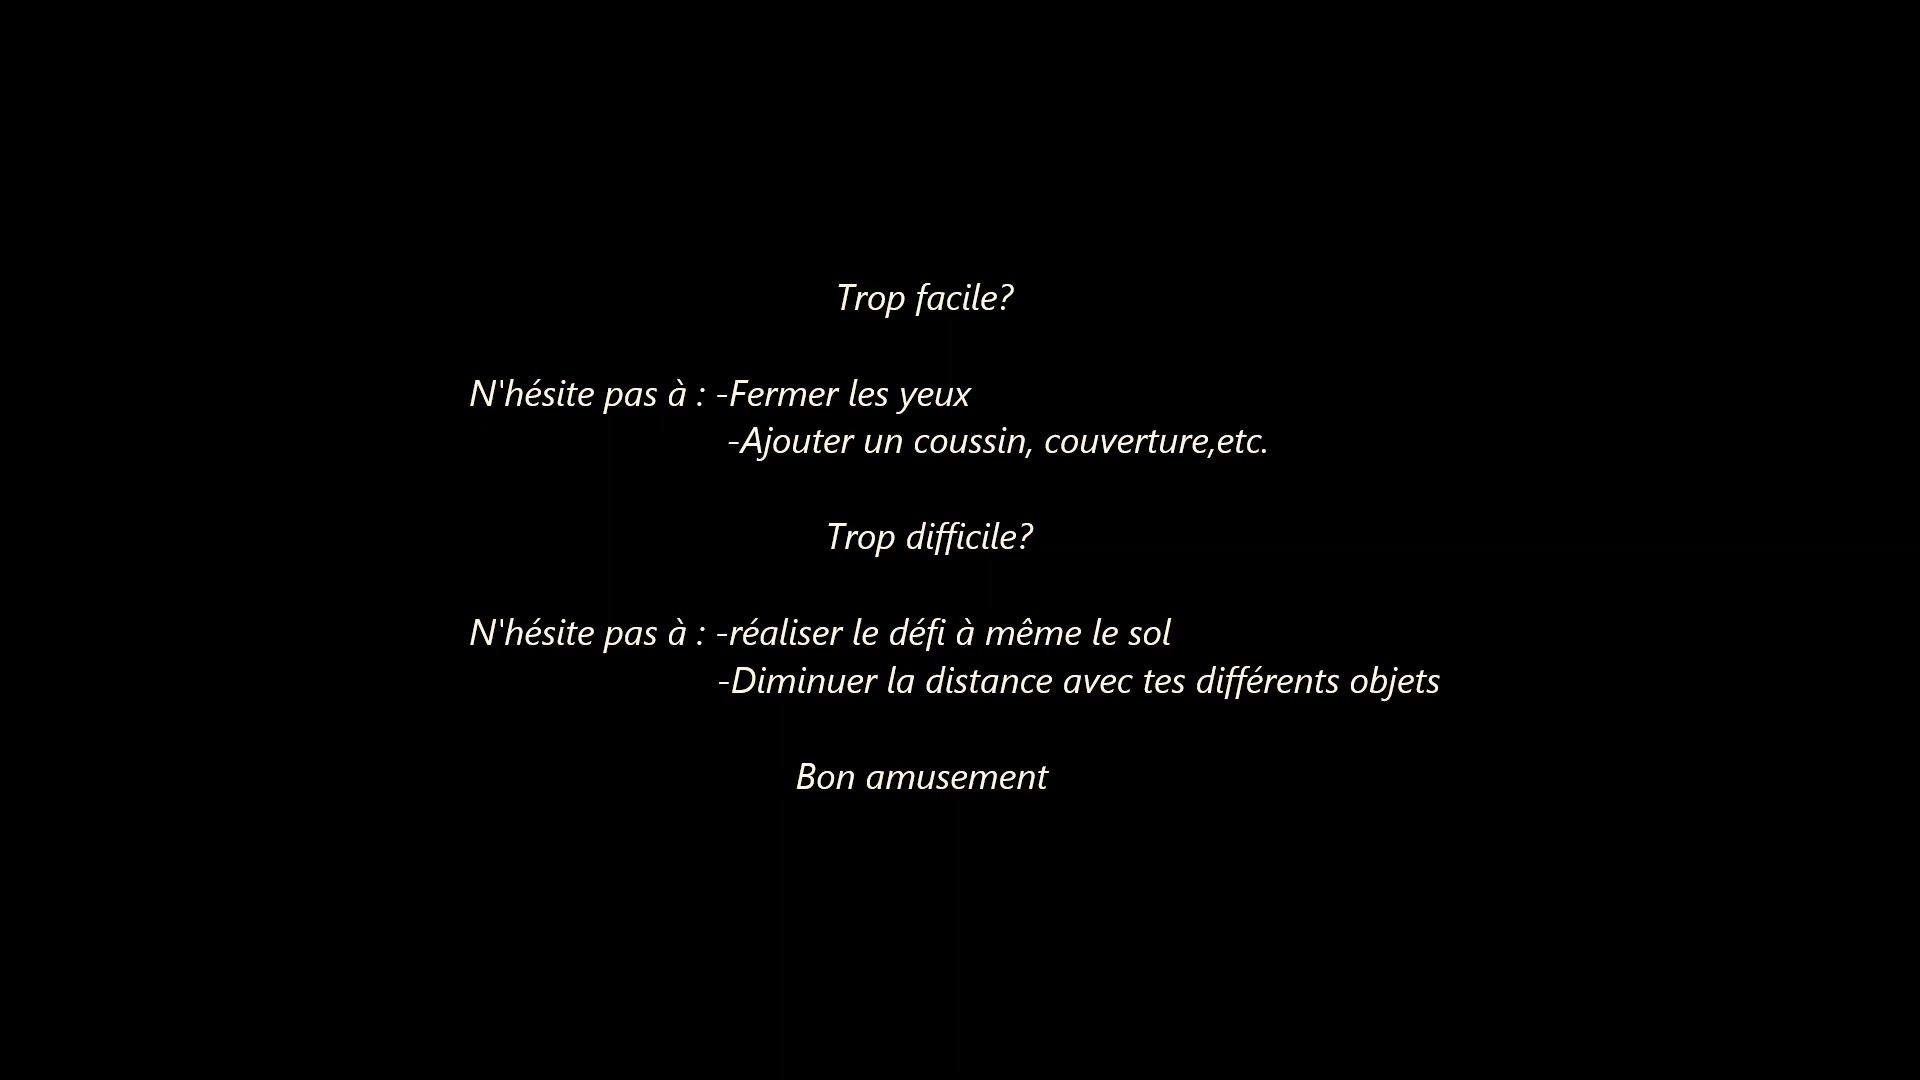 Trop facile?
N'hésite pas à : -Fermer les yeux
-Ajouter un coussin, couverture,etc.
Trop difficile?
N'hésite pas à : -réaliser le défi à même le sol
-Diminuer la distance avec tes différents objets
Bon amusement